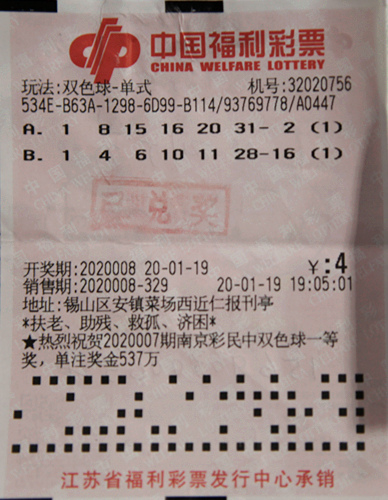 中国福利彩票
CHINA WELFARE LOTTERY
玩法:双色球-单式 机号:32020756
534E-B63A-1298-6D99-B114/93769778/A0447
A. 1 8 15 16 20 31- 2 (1)
B. 1 4 6 10 11 28-16 (1)
已兑奖
开奖期:2020008 20-01-19 ¥:4
销售期:2020008-329 20-01-19 19:05:01
地址:锡山区安镇菜场西近仁报刊亭
*扶老、助残、救孤、济困*
★热烈祝贺2020007期南京彩民中双色球一等
奖,单注奖金537万
江苏省福利彩票发行中心承销